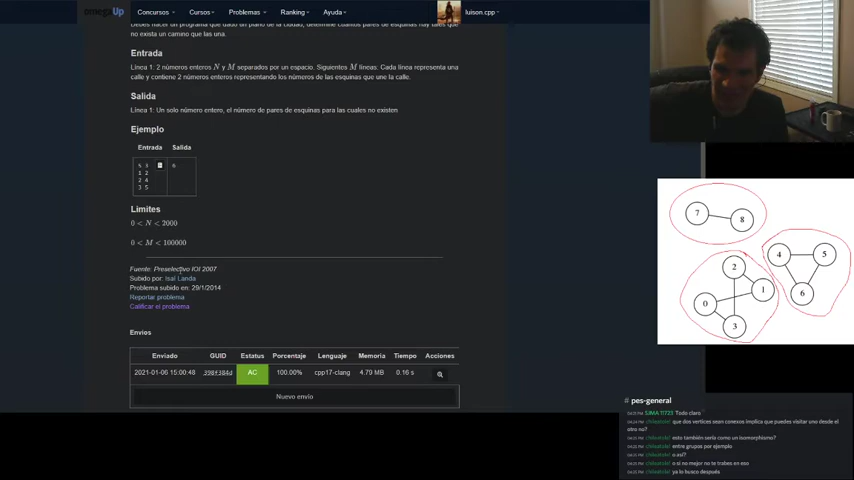 omegaUp Concursos Cursos Problemas Ranking Ayuda luison.cpp
Debes hacer un programa que dado un plano de la ciudad, determine cuantos pares de esquinas hay tales que
no exista un camino que las una.
Entrada
Línea 1: 2 números enteros N y M separados por un espacio. Siguientes M líneas: Cada línea representa una
calle y contiene 2 números enteros representando los números de las esquinas que une la calle.
Salida
Línea 1: Un solo número entero, el número de pares de esquinas para las cuales no existen
Ejemplo
Entrada Salida
5 3 6
1 2
2 4
3 5
Límites
0 < N < 2000
0 < M < 100000
Fuente: Preselectivo IOI 2007
Subido por: Isaí Landa
Problema subido en: 29/1/2014
Reportar problema
Calificar el problema
Envíos
Enviado GUID Estatus Porcentaje Lenguaje Memoria Tiempo Acciones
2021-01-06 15:00:48 398f384d AC 100.00% cpp17-clang 4.79 MB 0.16 s
Nuevo envío
7
8
2
4
5
1
0
6
3
# pes-general
SIMA 11723 Todo claro
que dos vertices sean conexos implica que puedes visitar uno desde el
otro no?
esto también sería como un isomorfismo?
entre grupos por ejemplo
o así?
o si no mejor no te trabes en eso
ya lo busco después